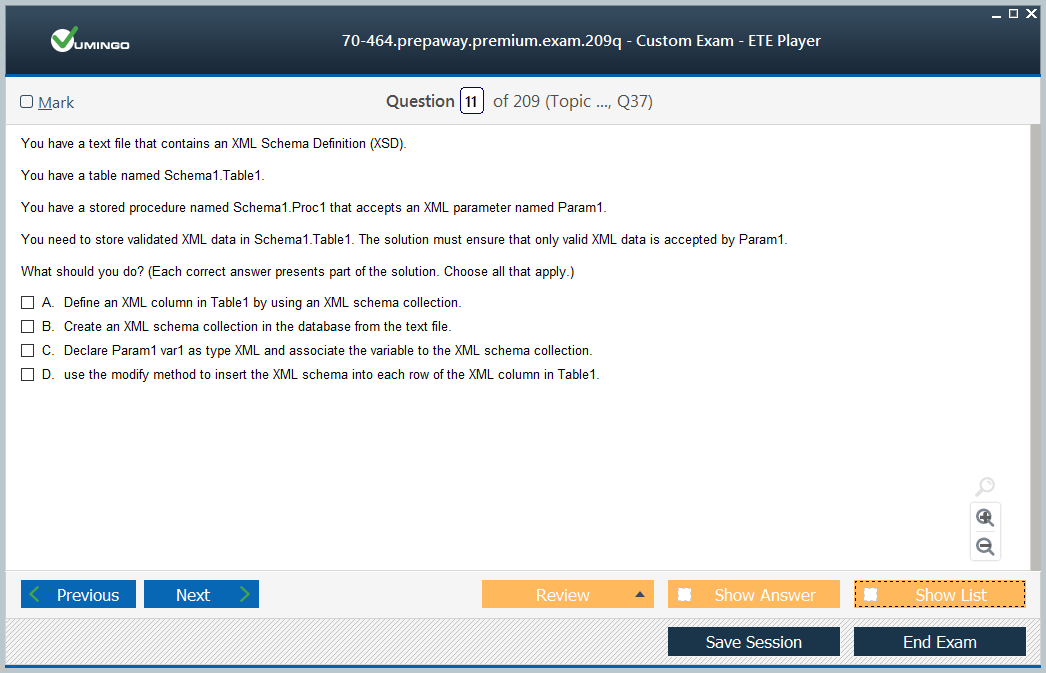 VUMINGO
70-464.prepaway.premium.exam.209q - Custom Exam - ETE Player
Mark
Question 11 of 209 (Topic ..., Q37)
You have a text file that contains an XML Schema Definition (XSD).
You have a table named Schema1.Table1.
You have a stored procedure named Schema1.Proc1 that accepts an XML parameter named Param1.
You need to store validated XML data in Schema1.Table1. The solution must ensure that only valid XML data is accepted by Param1.
What should you do? (Each correct answer presents part of the solution. Choose all that apply.)
A. Define an XML column in Table1 by using an XML schema collection.
B. Create an XML schema collection in the database from the text file.
C. Declare Param1 var1 as type XML and associate the variable to the XML schema collection.
D. use the modify method to insert the XML schema into each row of the XML column in Table1.
Previous Next Review Show Answer Show List
Save Session End Exam